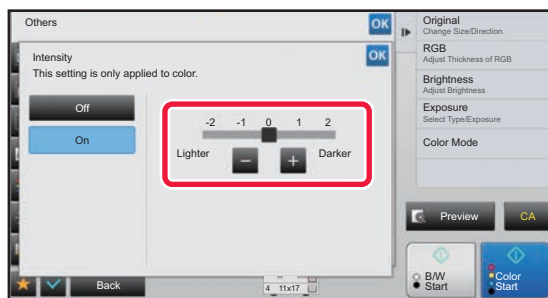 Others
OK
Intensity
OK
This setting is only applied to color.
Off
On
-2 -1 0 1 2
Lighter
Darker
Original
Change Size/Direction.
RGB
Adjust Thickness of RGB
Brightness
Adjust Brightness
Exposure
Select Type/Exposure
Color Mode
Preview
CA
Back
4 11x17
B/W
Start
Color
Start